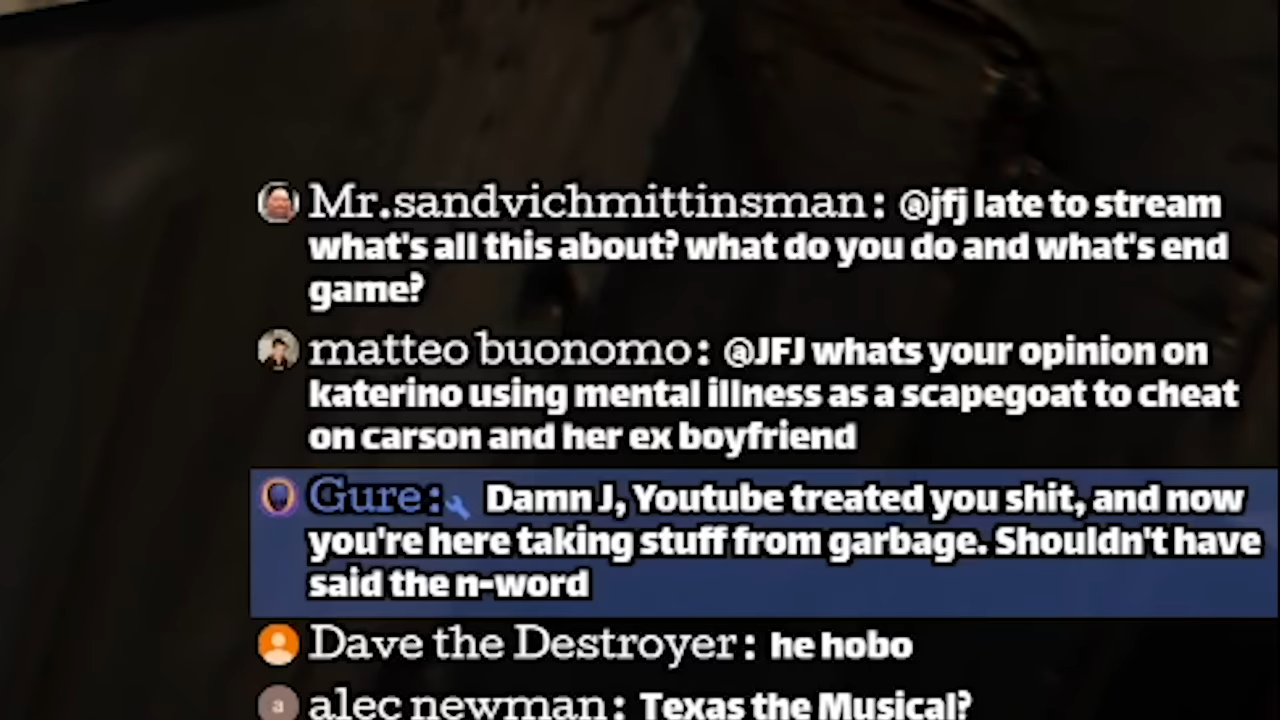 Mr.sandvichmittinsman: @jfj late to stream
what's all this about? what do you do and what's end
game?
matteo buonomo: @JFJ whats your opinion on
katerino using mental illness as a scapegoat to cheat
on carson and her ex boyfriend
Gure: Damn J, Youtube treated you shit, and now
you're here taking stuff from garbage. Shouldn't have
said the n-word
Dave the Destroyer: he hobo
a alec newman: Texas the Musical?